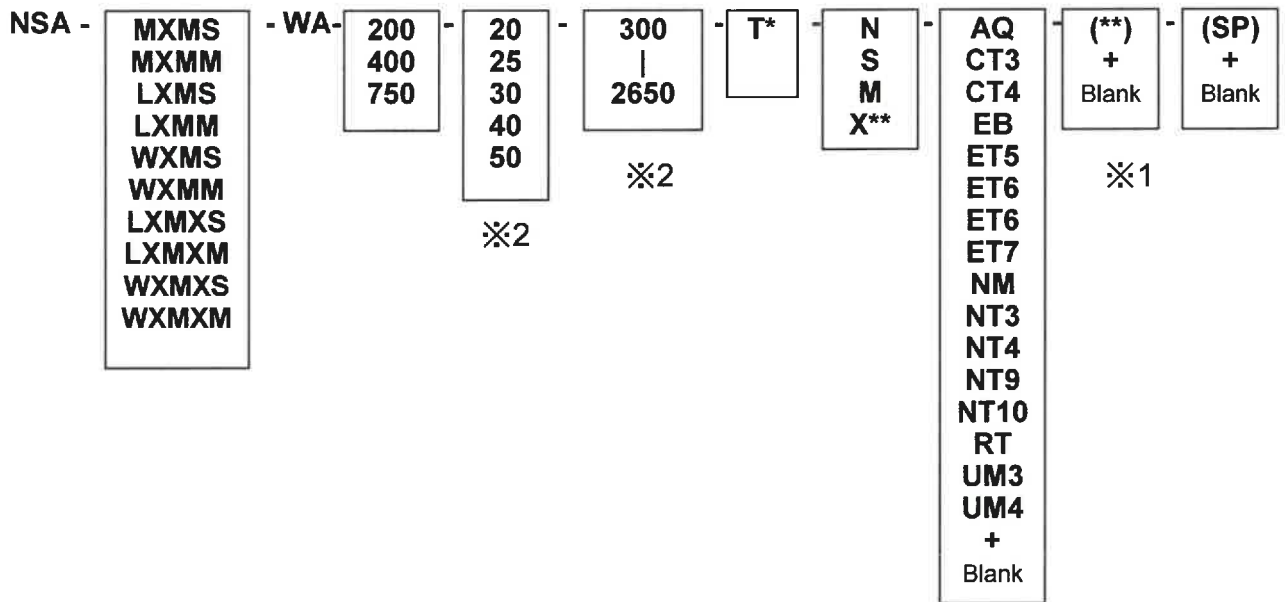 NSA - MXMS - WA- 200 - 20 - 300 - T* - N - AQ - (**) - (SP)
MXMM 400 25 | S CT3 + +
LXMS 750 30 2650 M CT4 Blank Blank
LXMM 40 X** EB
WXMS 50 ET5
WXMM ※2 ET6 ※1
LXMXS ※2 ET6
LXMXM ET7
WXMXS NM
WXMXM NT3
NT4
NT9
NT10
RT
UM3
UM4
+
Blank